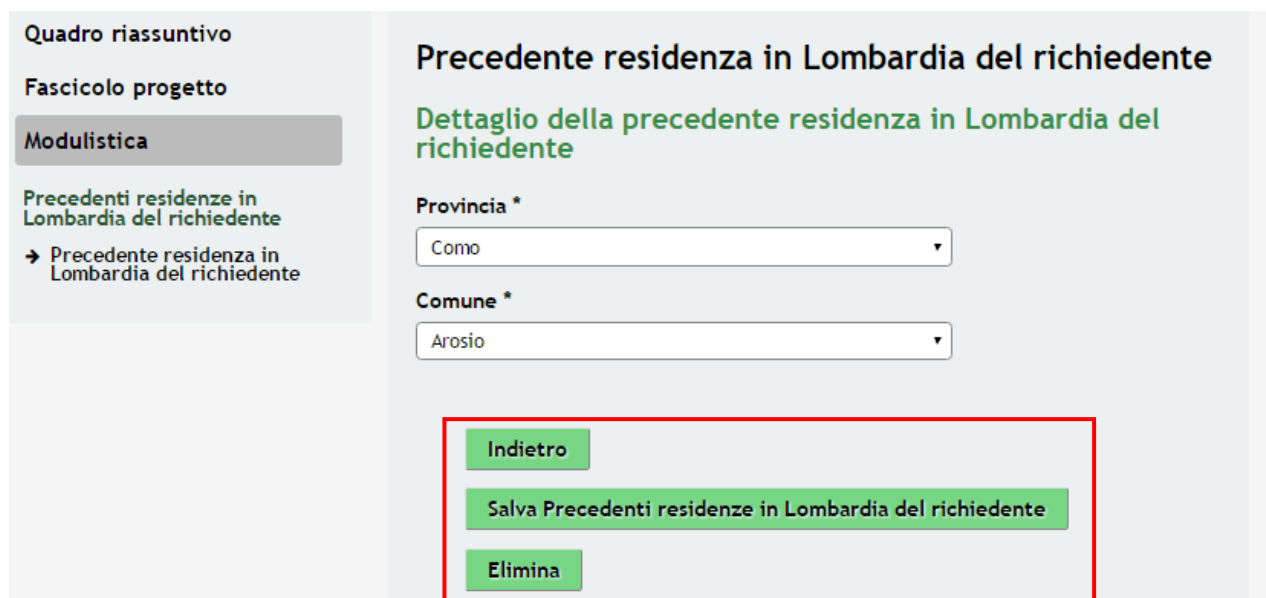 Quadro riassuntivo
Fascicolo progetto
Modulistica
Precedenti residenze in
Lombardia del richiedente
➔ Precedente residenza in
Lombardia del richiedente
Precedente residenza in Lombardia del richiedente
Dettaglio della precedente residenza in Lombardia del
richiedente
Provincia *
Como
Comune *
Arosio
Indietro
Salva Precedenti residenze in Lombardia del richiedente
Elimina